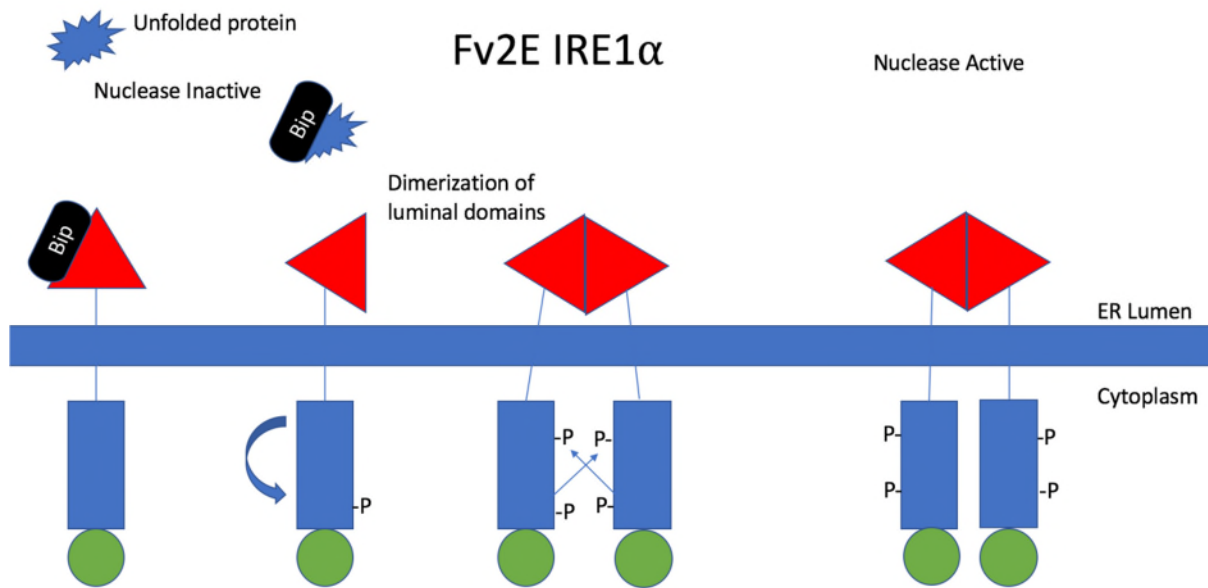 Unfolded protein
Fv2E IRE1α
Nuclease Active
Nuclease Inactive
Bip
Dimerization of
luminal domains
Bip
ER Lumen
Cytoplasm
-P
P-
P-
-P
-P
-P
P-
P-
-P